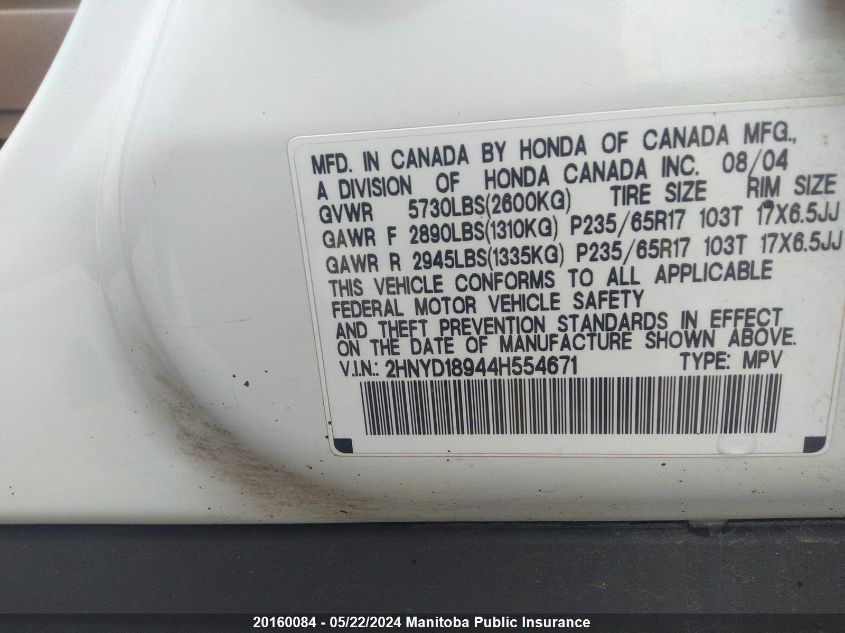 MFD. IN CANADA BY HONDA OF CANADA MFG.,
A DIVISION OF HONDA CANADA INC. 08/04
GVWR 5730LBS(2600KG) TIRE SIZE RIM SIZE
GAWR F 2890LBS(1310KG) P235/65R17 103T 17X6.5JJ
GAWR R 2945LBS(1335KG) P235/65R17 103T 17X6.5JJ
THIS VEHICLE CONFORMS TO ALL APPLICABLE
FEDERAL MOTOR VEHICLE SAFETY
AND THEFT PREVENTION STANDARDS IN EFFECT
ON THE DATE OF MANUFACTURE SHOWN ABOVE.
V.I.N.: 2HNYD18944H554671 TYPE: MPV
20160084 - 05/22/2024 Manitoba Public Insurance